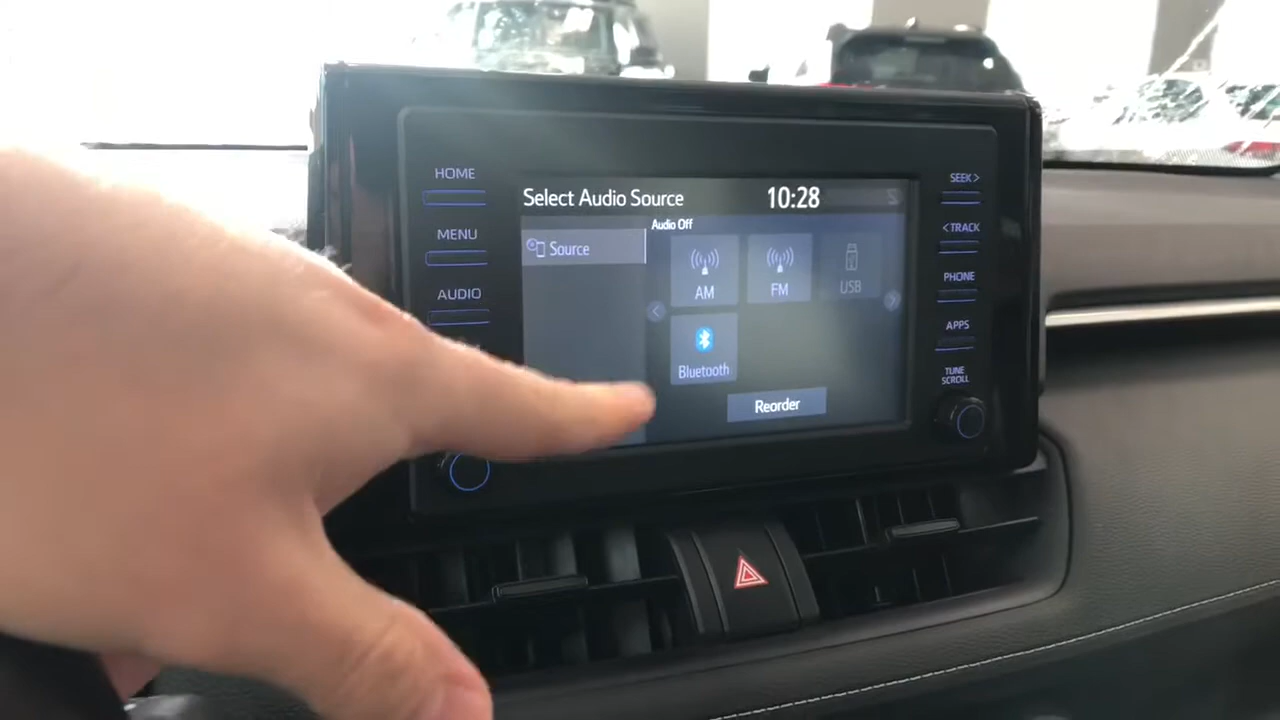 HOME
MENU
AUDIO
Select Audio Source
10:28
Audio Off
Source
AM
FM
USB
Bluetooth
Reorder
SEEK >
< TRACK
PHONE
APPS
TUNE
SCROLL